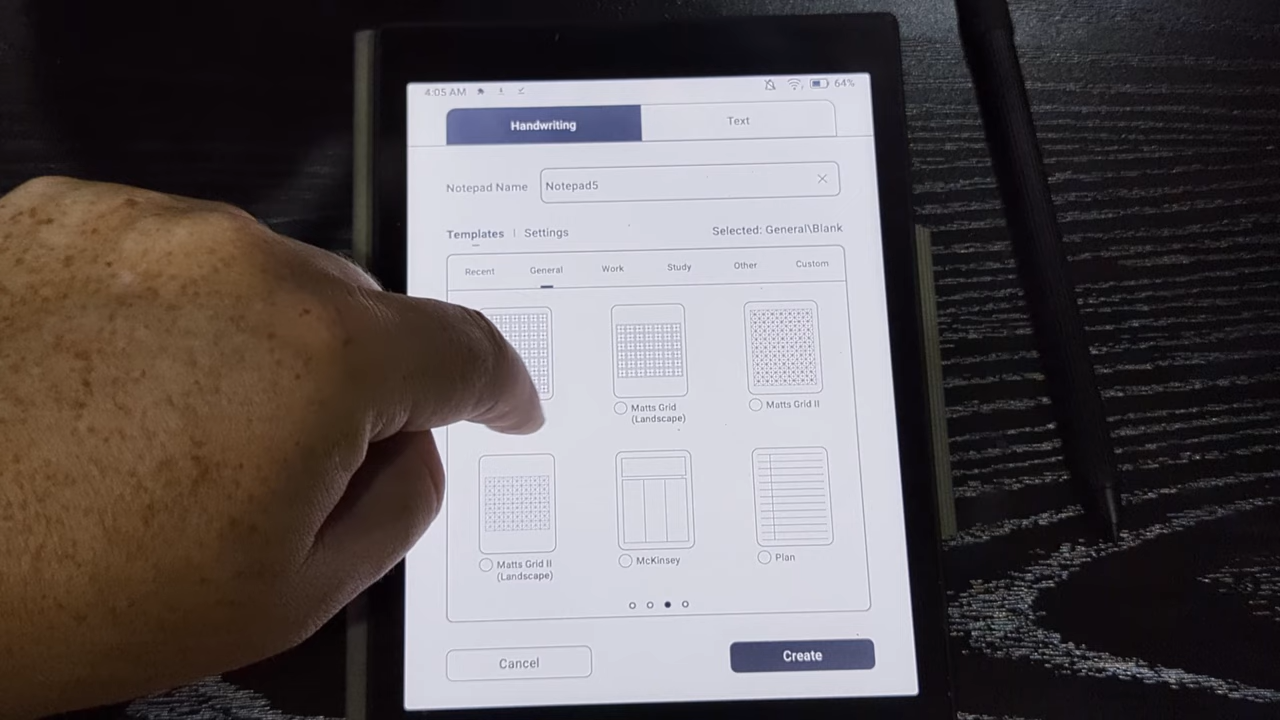 4:05 AM 64%
Handwriting Text
Notepad Name Notepad5
Templates | Settings Selected: General\Blank
Recent General Work Study Other Custom
Matts Grid
(Landscape)
Matts Grid II
Matts Grid II
(Landscape)
McKinsey
Plan
Cancel Create